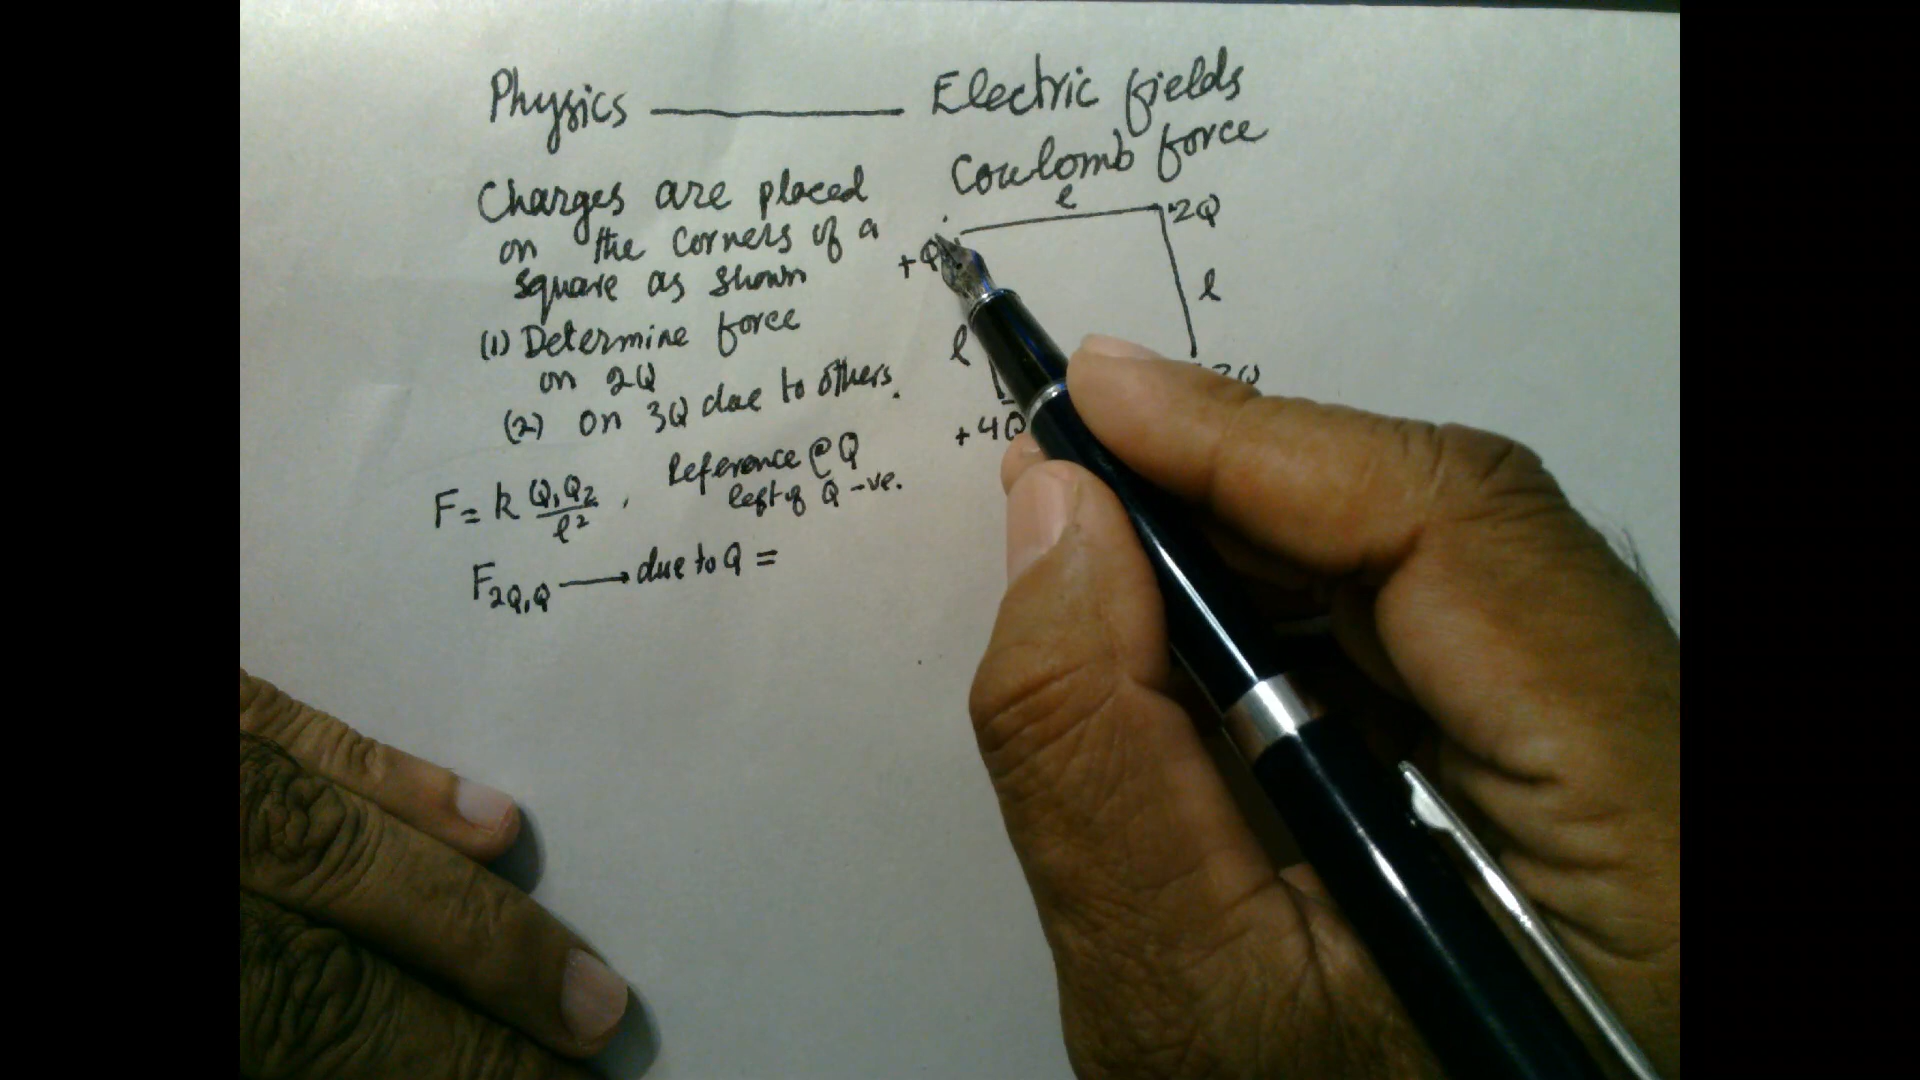 Physics ———— Electric fields
Coulomb force
Charges are placed
on the corners of a
square as shown
(1) Determine force
on 2Q
(2) on 3Q due to others.
l
2Q
+Q
l
l
+4Q
F = k Q₁Q₂/l² , Reference @ Q
left of Q -ve.
F2Q,Q ⟶ due to Q =